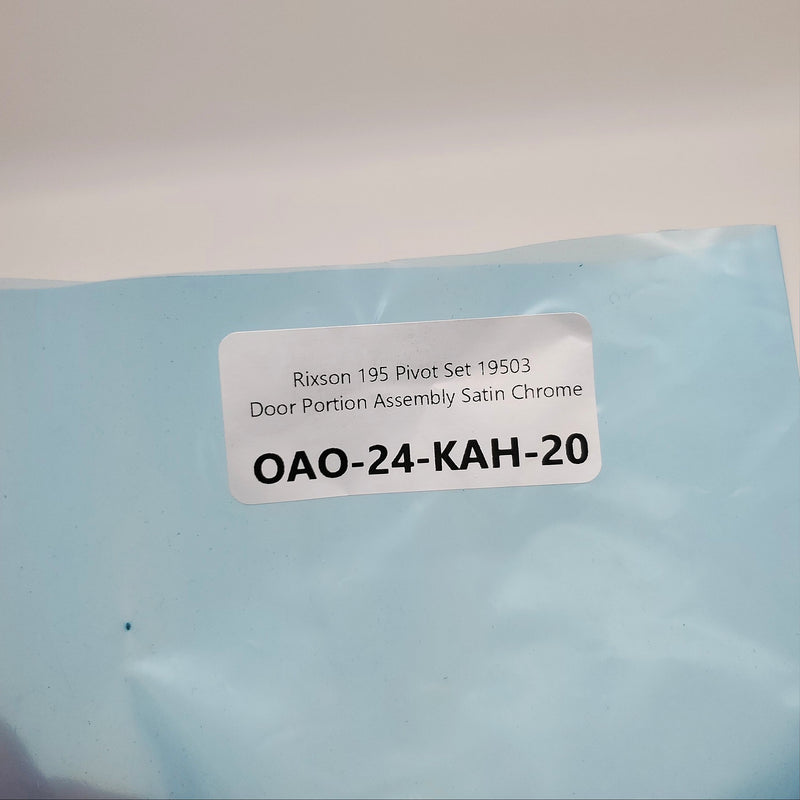 Rixson 195 Pivot Set 19503
Door Portion Assembly Satin Chrome
OAO-24-KAH-20